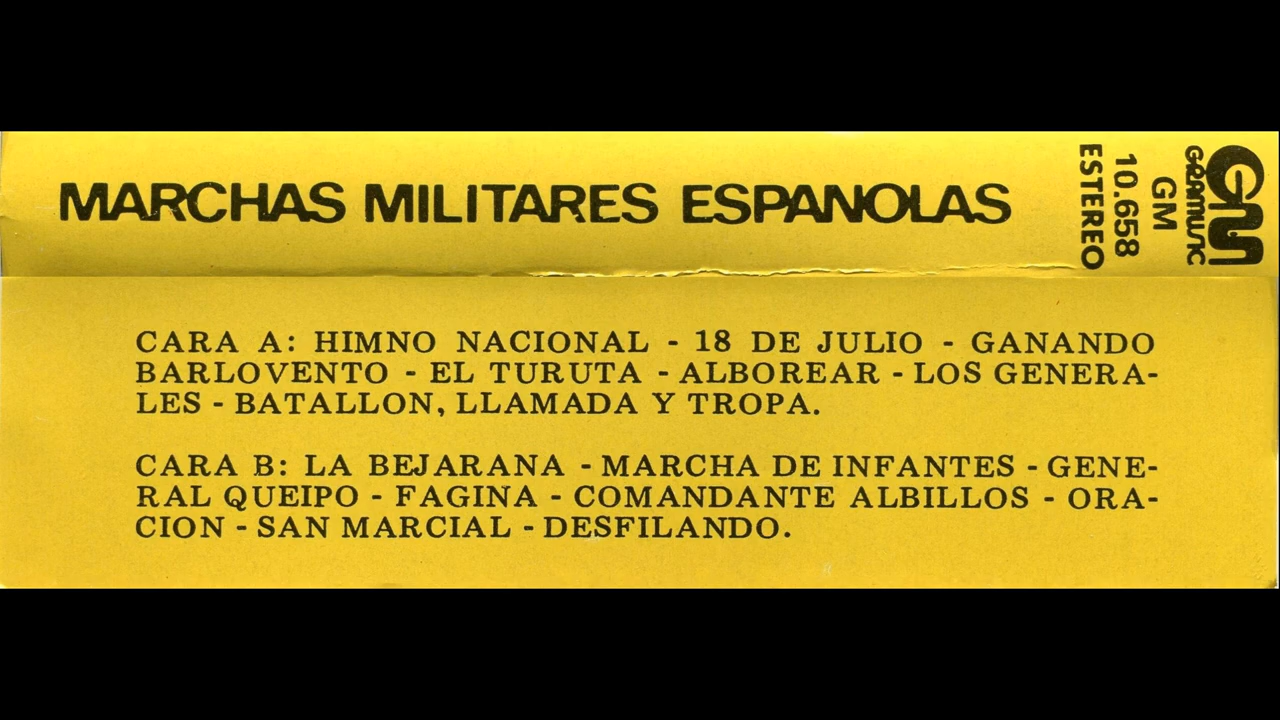 MARCHAS MILITARES ESPANOLAS
ESTEREO
10.658
GM
GRAMUSIC
GM
CARA A: HIMNO NACIONAL - 18 DE JULIO - GANANDO
BARLOVENTO - EL TURUTA - ALBOREAR - LOS GENERA-
LES - BATALLON, LLAMADA Y TROPA.
CARA B: LA BEJARANA - MARCHA DE INFANTES - GENE-
RAL QUEIPO - FAGINA - COMANDANTE ALBILLOS - ORA-
CION - SAN MARCIAL - DESFILANDO.